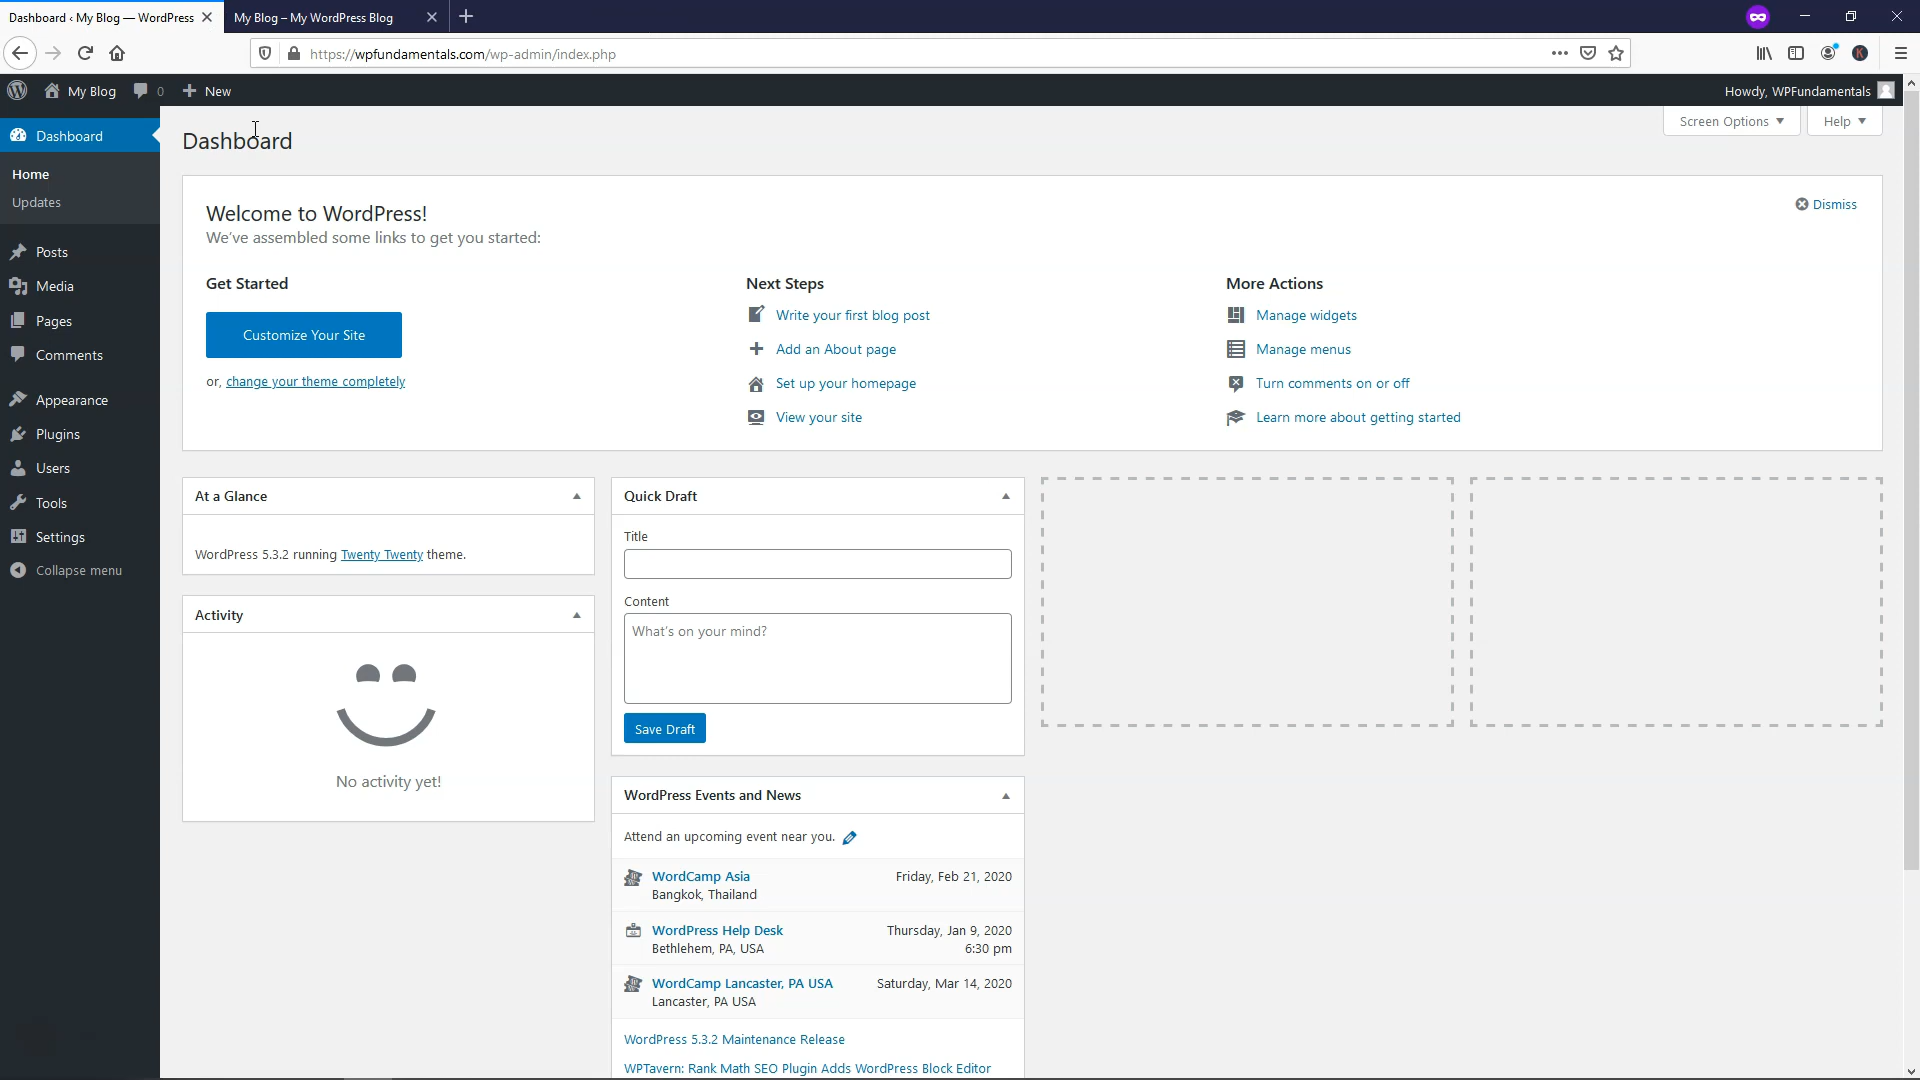 Dashboard ‹ My Blog — WordPress
My Blog – My WordPress Blog
https://wpfundamentals.com/wp-admin/index.php
K
My Blog
0
New
Howdy, WPFundamentals
Dashboard
Home
Updates
Posts
Media
Pages
Comments
Appearance
Plugins
Users
Tools
Settings
Collapse menu
Dashboard
Screen Options
Help
Welcome to WordPress!
We've assembled some links to get you started:
Dismiss
Get Started
Customize Your Site
or, change your theme completely
Next Steps
Write your first blog post
Add an About page
Set up your homepage
View your site
More Actions
Manage widgets
Manage menus
Turn comments on or off
Learn more about getting started
At a Glance
WordPress 5.3.2 running Twenty Twenty theme.
Activity
No activity yet!
Quick Draft
Title
Content
What's on your mind?
Save Draft
WordPress Events and News
Attend an upcoming event near you.
WordCamp Asia
Friday, Feb 21, 2020
Bangkok, Thailand
WordPress Help Desk
Thursday, Jan 9, 2020
Bethlehem, PA, USA
6:30 pm
WordCamp Lancaster, PA USA
Saturday, Mar 14, 2020
Lancaster, PA USA
WordPress 5.3.2 Maintenance Release
WPTavern: Rank Math SEO Plugin Adds WordPress Block Editor